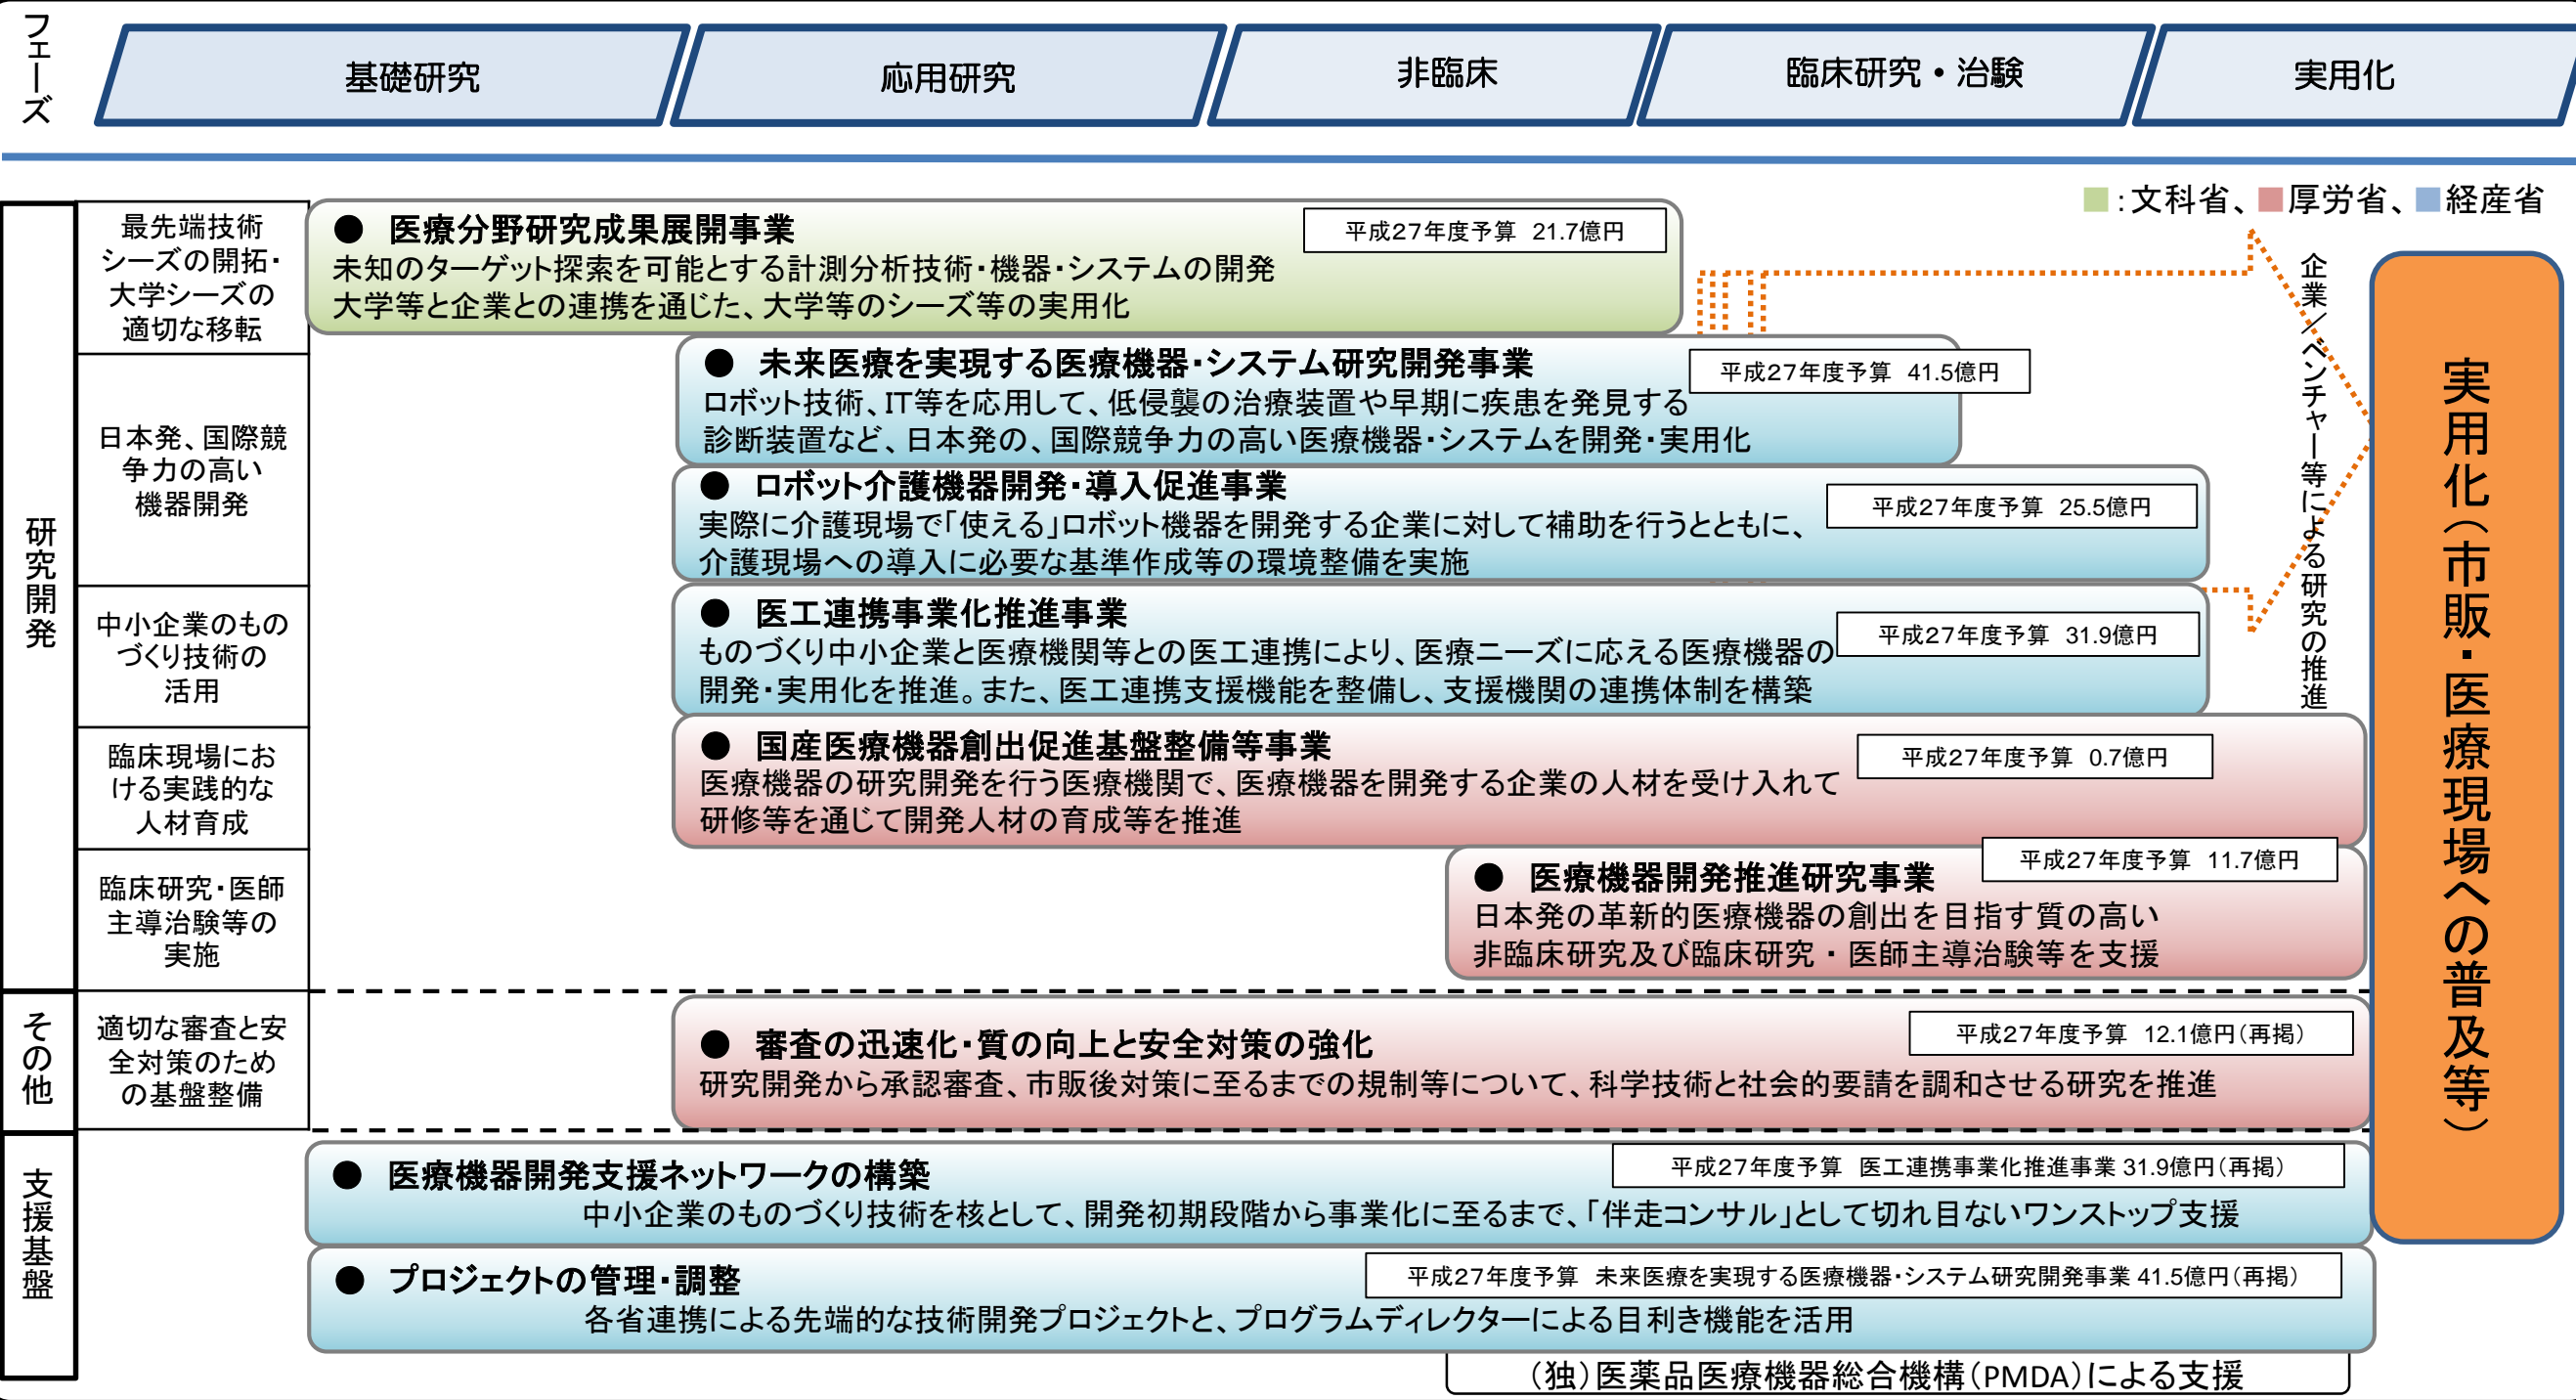 フェーズ
基礎研究
応用研究
非臨床
臨床研究・治験
実用化
:文科省、厚労省、経産省
研究開発
最先端技術
シーズの開拓・
大学シーズの
適切な移転
● 医療分野研究成果展開事業
平成27年度予算 21.7億円
未知のターゲット探索を可能とする計測分析技術・機器・システムの開発
大学等と企業との連携を通じた、大学等のシーズ等の実用化
日本発、国際競
争力の高い
機器開発
● 未来医療を実現する医療機器・システム研究開発事業
平成27年度予算 41.5億円
ロボット技術、IT等を応用して、低侵襲の治療装置や早期に疾患を発見する
診断装置など、日本発の、国際競争力の高い医療機器・システムを開発・実用化
● ロボット介護機器開発・導入促進事業
平成27年度予算 25.5億円
実際に介護現場で「使える」ロボット機器を開発する企業に対して補助を行うとともに、
介護現場への導入に必要な基準作成等の環境整備を実施
中小企業のもの
づくり技術の
活用
● 医工連携事業化推進事業
平成27年度予算 31.9億円
ものづくり中小企業と医療機関等との医工連携により、医療ニーズに応える医療機器の
開発・実用化を推進。また、医工連携支援機能を整備し、支援機関の連携体制を構築
臨床現場にお
ける実践的な
人材育成
● 国産医療機器創出促進基盤整備等事業
平成27年度予算 0.7億円
医療機器の研究開発を行う医療機関で、医療機器を開発する企業の人材を受け入れて
研修等を通じて開発人材の育成等を推進
臨床研究・医師
主導治験等の
実施
● 医療機器開発推進研究事業
平成27年度予算 11.7億円
日本発の革新的医療機器の創出を目指す質の高い
非臨床研究及び臨床研究・医師主導治験等を支援
企業／ベンチャー等による研究の推進
実用化（市販・医療現場への普及等）
その他
適切な審査と安
全対策のため
の基盤整備
● 審査の迅速化・質の向上と安全対策の強化
平成27年度予算 12.1億円（再掲）
研究開発から承認審査、市販後対策に至るまでの規制等について、科学技術と社会的要請を調和させる研究を推進
支援基盤
● 医療機器開発支援ネットワークの構築
平成27年度予算 医工連携事業化推進事業 31.9億円（再掲）
中小企業のものづくり技術を核として、開発初期段階から事業化に至るまで、「伴走コンサル」として切れ目ないワンストップ支援
● プロジェクトの管理・調整
平成27年度予算 未来医療を実現する医療機器・システム研究開発事業 41.5億円（再掲）
各省連携による先端的な技術開発プロジェクトと、プログラムディレクターによる目利き機能を活用
（独）医薬品医療機器総合機構（PMDA）による支援